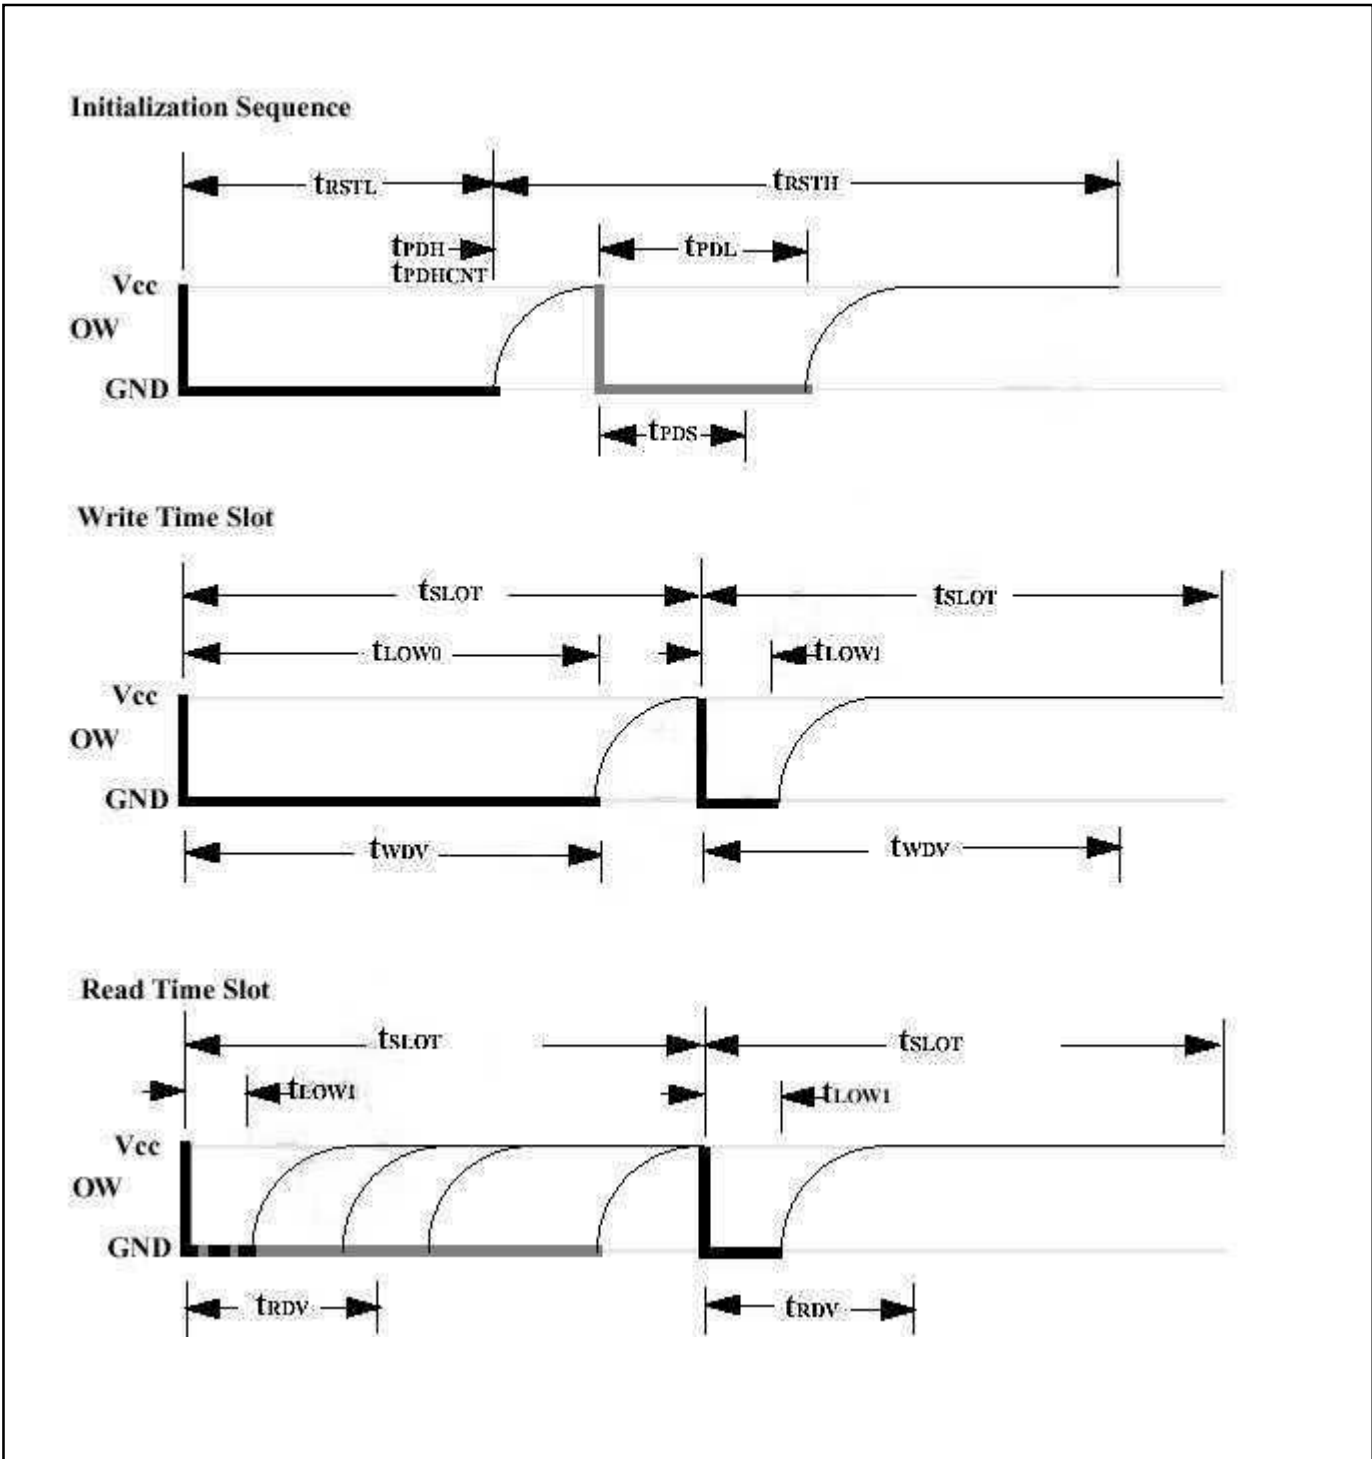 Initialization Sequence
tRSTL tRSTH
tPDH tPDL
tPDHCNT
Vcc
OW
GND
tPDS
Write Time Slot
tSLOT tSLOT
tLOW0 tLOW1
Vcc
OW
GND
tWDV tWDV
Read Time Slot
tSLOT tSLOT
tLOW1 tLOW1
Vcc
OW
GND
tRDV tRDV